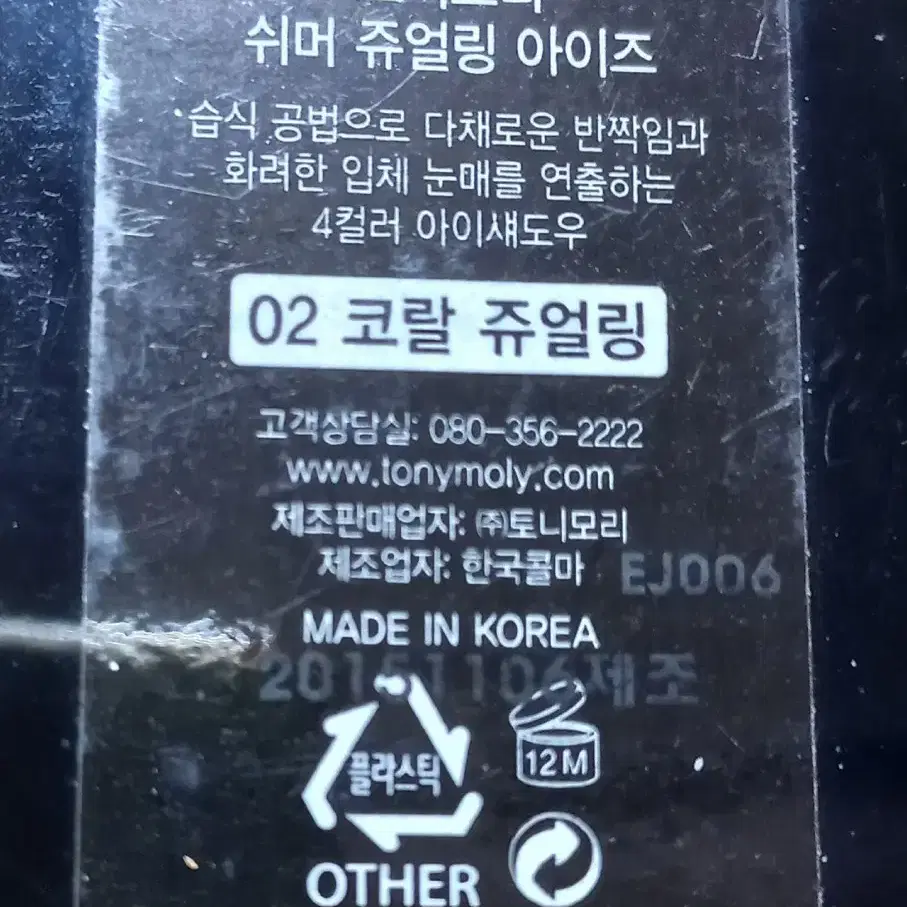 쉬머 쥬얼링 아이즈
·습식 공법으로 다채로운 반짝임과
화려한 입체 눈매를 연출하는
4컬러 아이섀도우
02 코랄 쥬얼링
고객상담실: 080-356-2222
www.tonymoly.com
제조판매업자: ㈜토니모리
제조업자: 한국콜마
EJ006
MADE IN KOREA
20151106제조
플라스틱
12M
OTHER